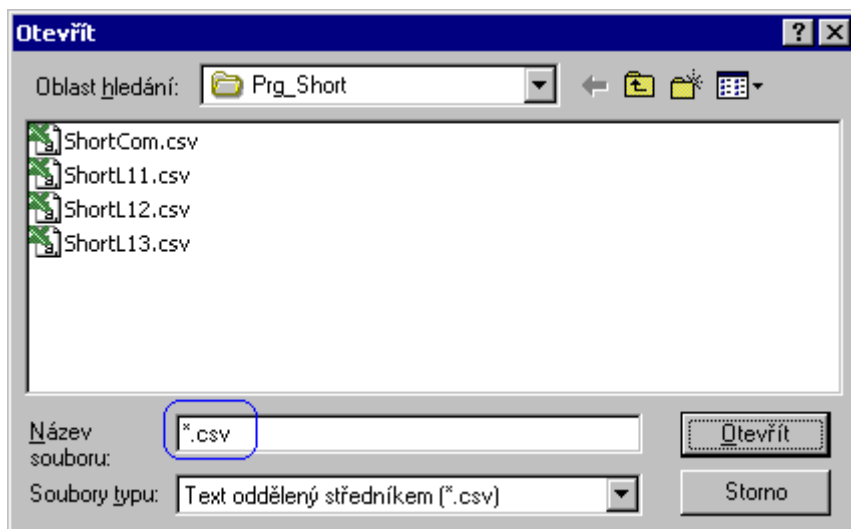 Otevřít
Oblast hledání: Prg_Short
ShortCom.csv
ShortL11.csv
ShortL12.csv
ShortL13.csv
Název souboru: *.csv Otevřít
Soubory typu: Text oddělený středníkem (*.csv) Storno